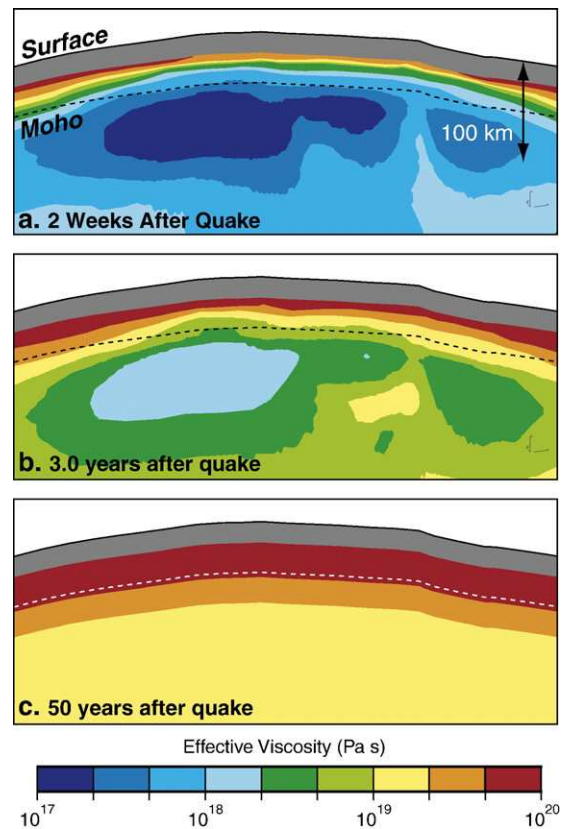 Surface
Moho
100 km
a. 2 Weeks After Quake
b. 3.0 years after quake
c. 50 years after quake
Effective Viscosity (Pa s)
10^17 10^18 10^19 10^20